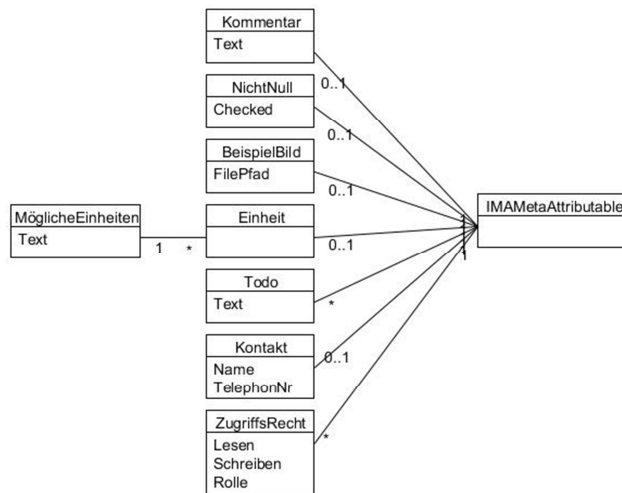 Kommentar
Text
0..1
NichtNull
Checked
0..1
BeispielBild
FilePfad
0..1
MöglicheEinheiten
Text
1 *
Einheit
0..1
IMAMetaAttributable
1
1
Todo
Text
*
Kontakt
Name
TelephonNr
0..1
ZugriffsRecht
Lesen
Schreiben
Rolle
*